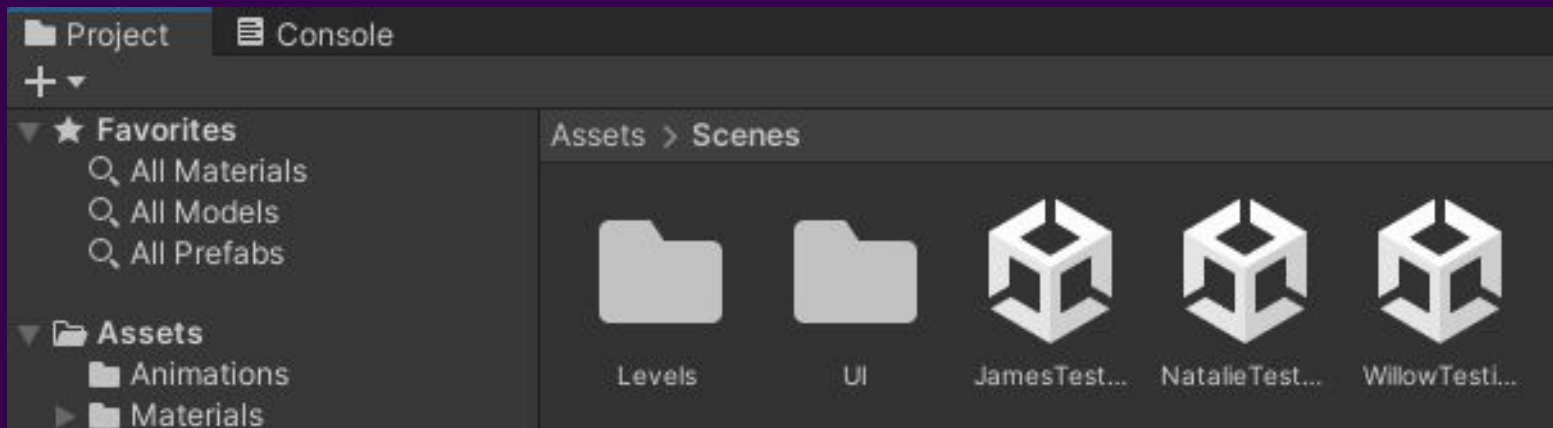 Project Console
Favorites
All Materials
All Models
All Prefabs
Assets
Animations
Materials
Assets > Scenes
Levels UI JamesTest... NatalieTest... WillowTesti...